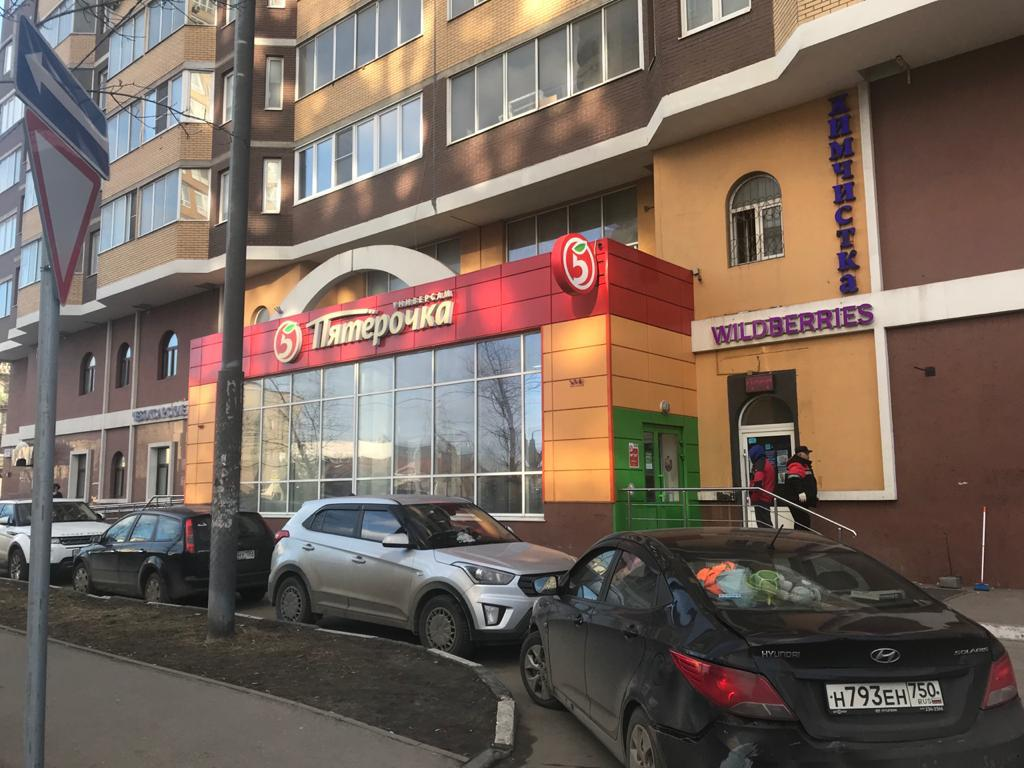 ХИМЧИСТКА
УНИВЕРСАМ
5 Пятёрочка
5
WILDBERRIES
HYUNDAI
SOLARIS
Н793ЕН 750
RUS